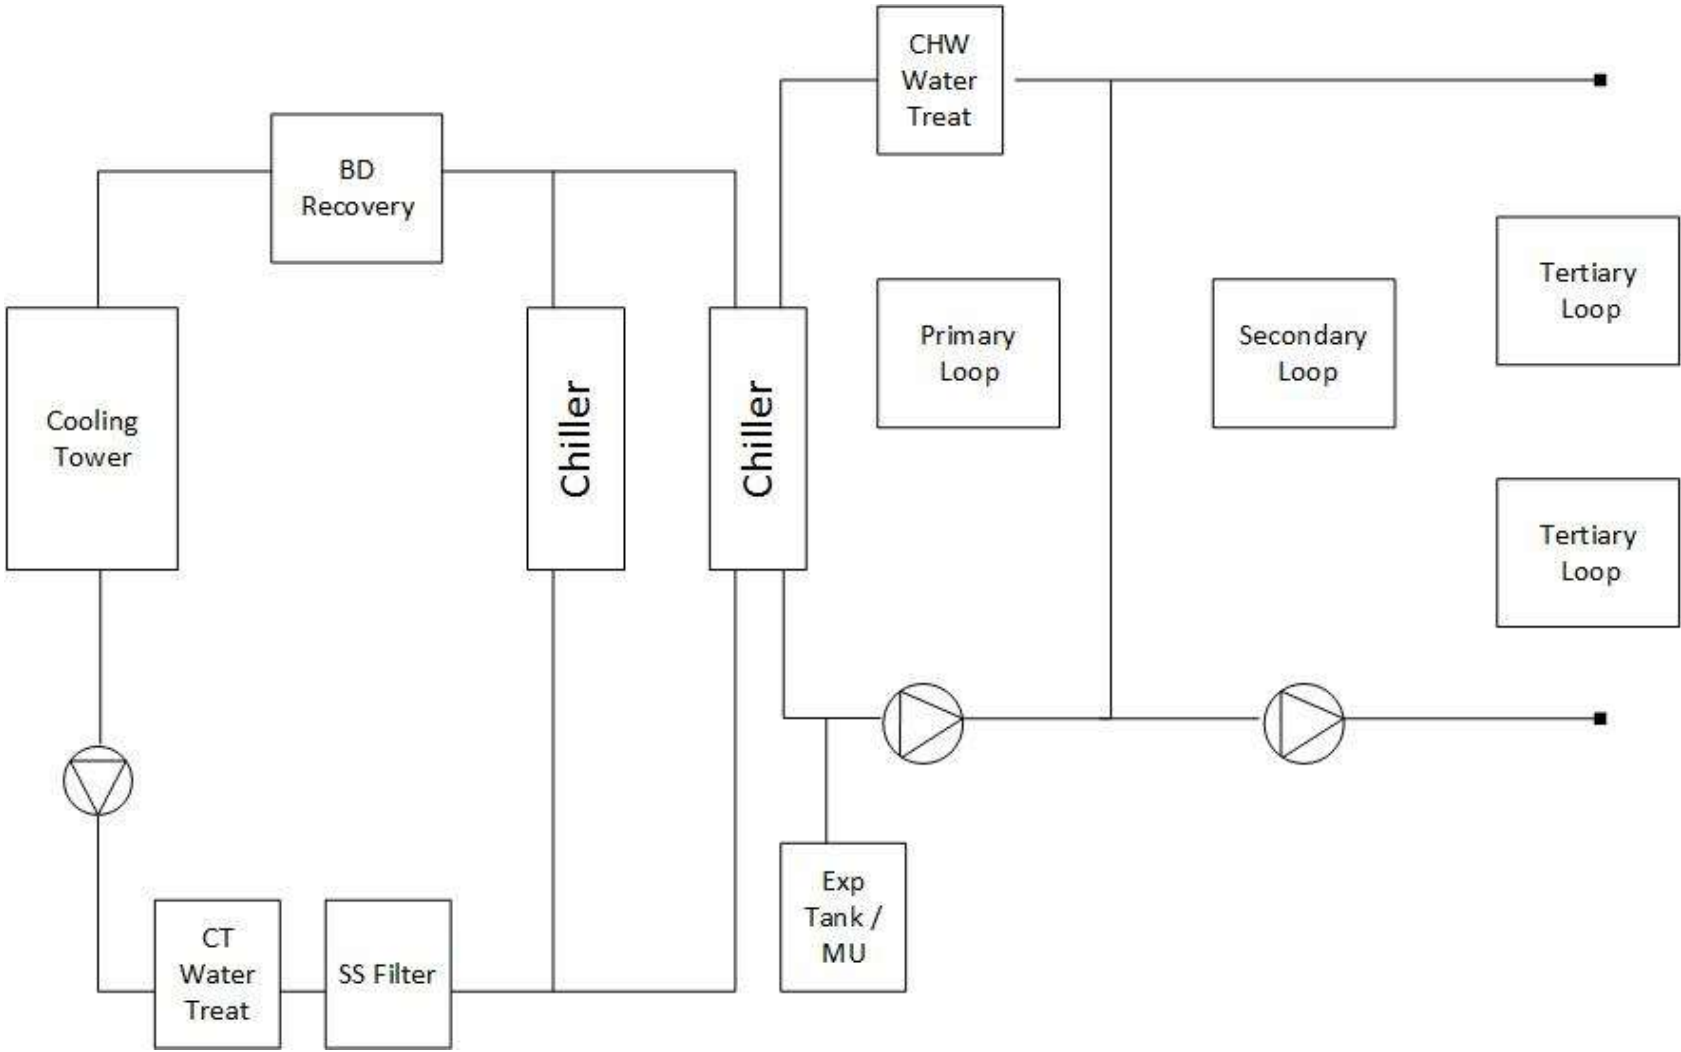 CHW
Water
Treat
BD
Recovery
Cooling
Tower
Chiller
Chiller
Primary
Loop
Secondary
Loop
Tertiary
Loop
Tertiary
Loop
CT
Water
Treat
SS Filter
Exp
Tank /
MU